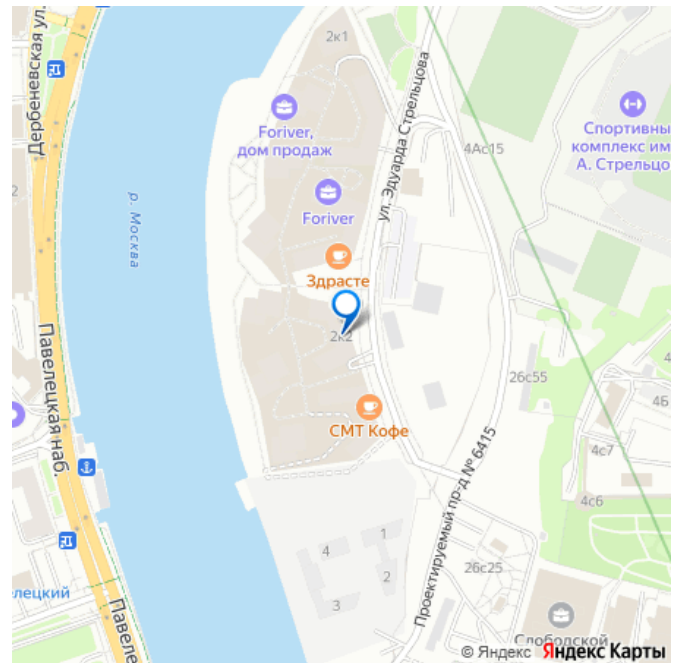 Дербеневская ул.
2к1
Foriver,
дом продаж
ул. Эдуарда Стрельцова
4Ас15
Спортивны
комплекс им
А. Стрельцо
р. Москва
Foriver
Здрасте
2к2
Павелецкая наб.
26с55
4Б
СМТ Кофе
4с7
4с6
Проектируемый пр-д № 6415
4
1
2
3
26с25
лецкий
Павеле
Слободской
© Яндекс Яндекс Карты